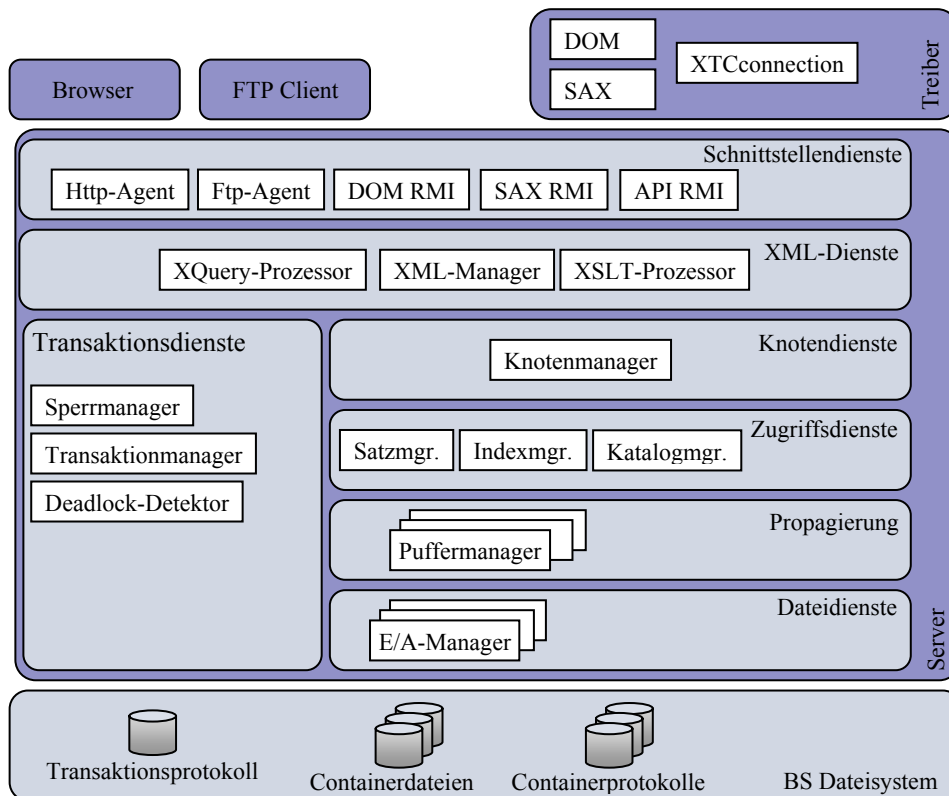 DOM
SAX
XTCconnection
Treiber
Browser
FTP Client
Schnittstellendienste
Http-Agent
Ftp-Agent
DOM RMI
SAX RMI
API RMI
XML-Dienste
XQuery-Prozessor
XML-Manager
XSLT-Prozessor
Transaktionsdienste
Sperrmanager
Transaktionmanager
Deadlock-Detektor
Knotendienste
Knotenmanager
Zugriffsdienste
Satzmgr.
Indexmgr.
Katalogmgr.
Propagierung
Puffermanager
Dateidienste
E/A-Manager
Server
Transaktionsprotokoll
Containerdateien
Containerprotokolle
BS Dateisystem